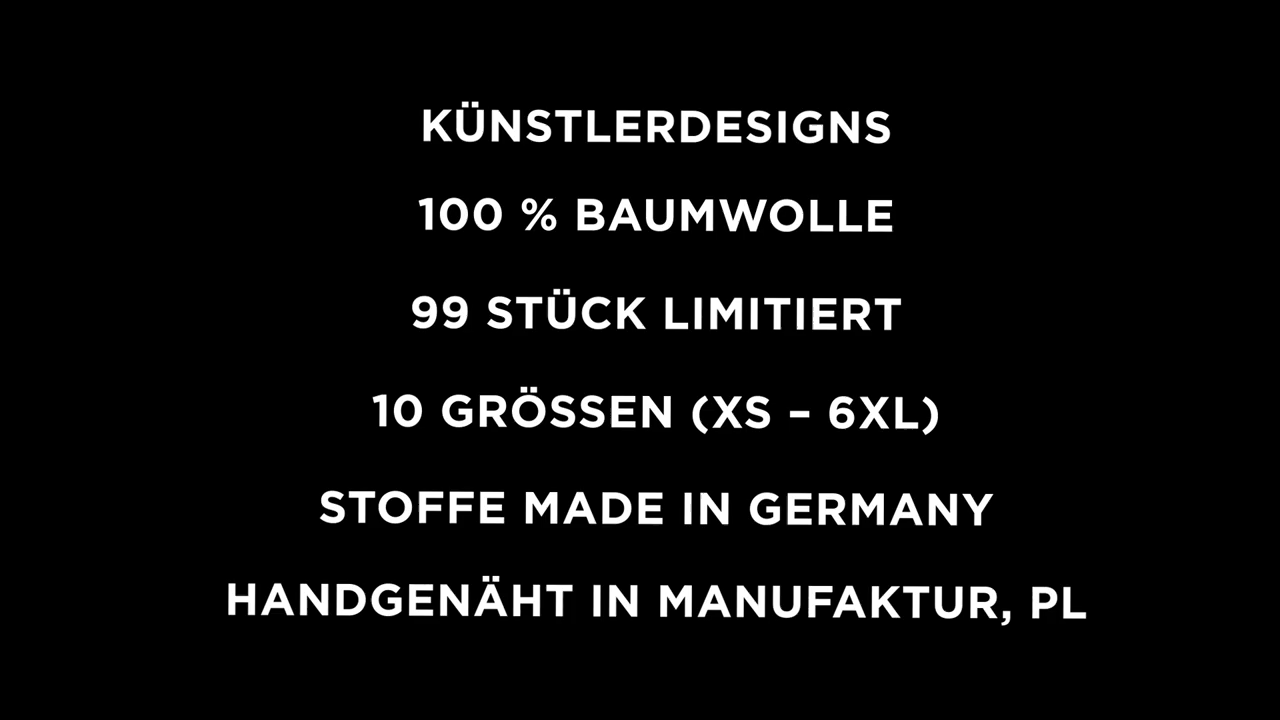 KÜNSTLERDESIGNS
100 % BAUMWOLLE
99 STÜCK LIMITIERT
10 GRÖSSEN (XS – 6XL)
STOFFE MADE IN GERMANY
HANDGENÄHT IN MANUFAKTUR, PL